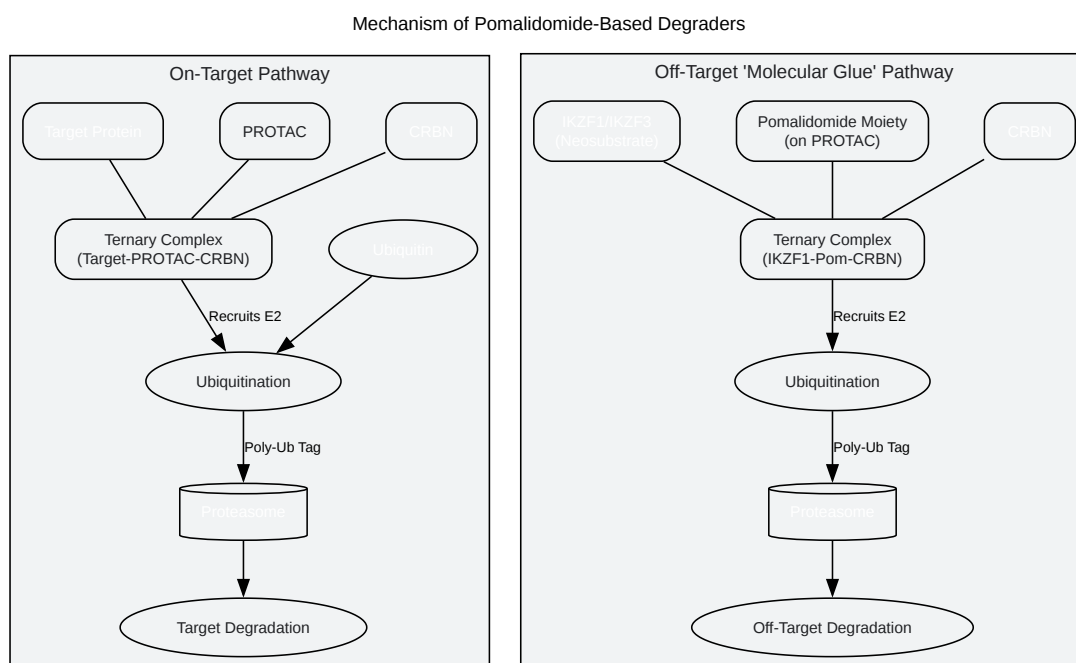 Mechanism of Pomalidomide-Based Degraders
On-Target Pathway
Target Protein
PROTAC
CRBN
Ternary Complex
(Target-PROTAC-CRBN)
Ubiquitin
Recruits E2
Ubiquitination
Poly-Ub Tag
Proteasome
Target Degradation
Off-Target 'Molecular Glue' Pathway
IKZF1/IKZF3
(Neosubstrate)
Pomalidomide Moiety
(on PROTAC)
CRBN
Ternary Complex
(IKZF1-Pom-CRBN)
Recruits E2
Ubiquitination
Poly-Ub Tag
Proteasome
Off-Target Degradation